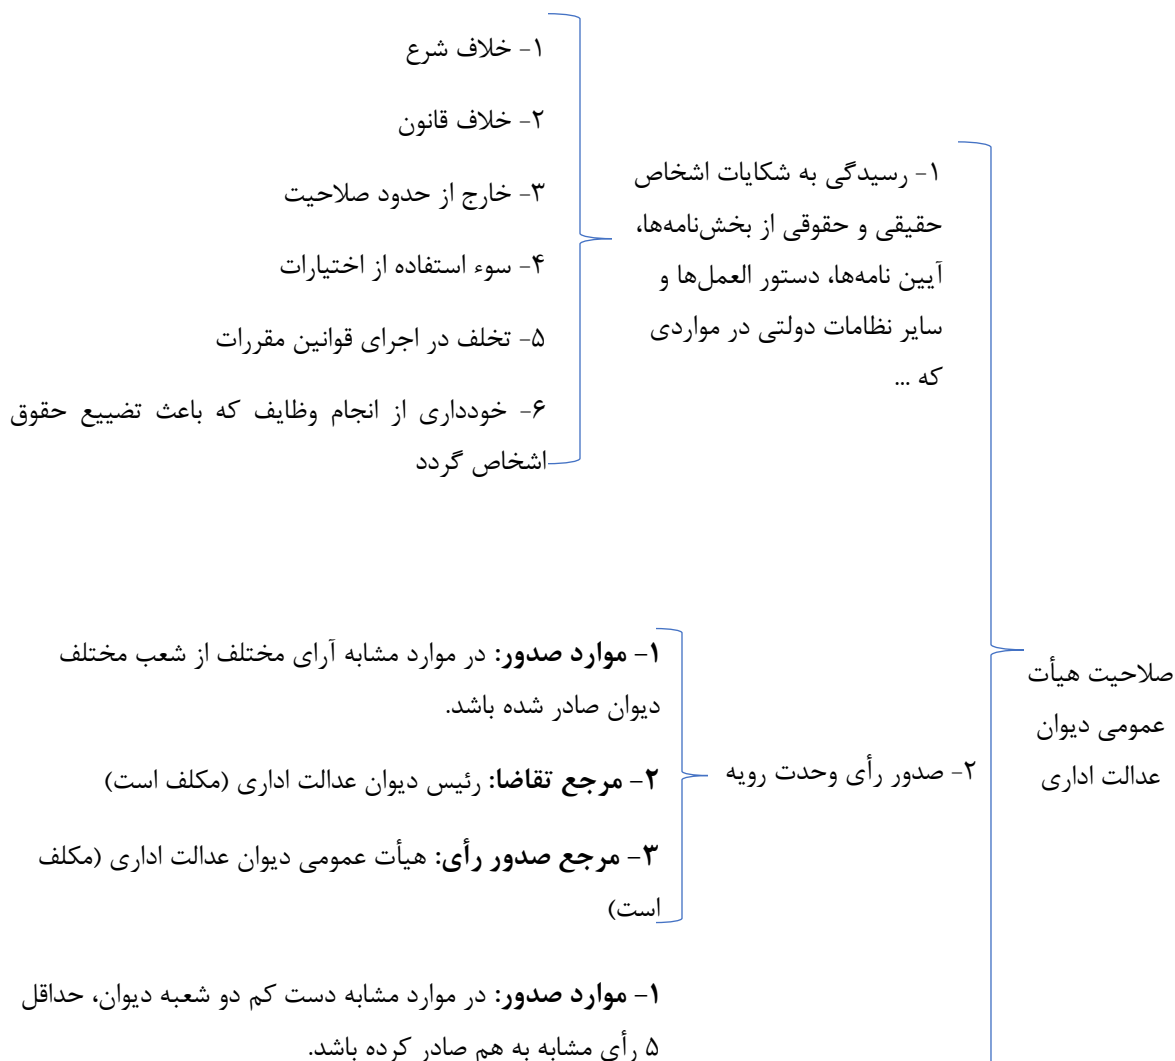 صلاحیت هیأت
عمومی دیوان
عدالت اداری
۱- رسیدگی به شکایات اشخاص
حقیقی و حقوقی از بخش‌نامه‌ها،
آیین نامه‌ها، دستور العمل‌ها و
سایر نظامات دولتی در مواردی
که ...
۱- خلاف شرع
۲- خلاف قانون
۳- خارج از حدود صلاحیت
۴- سوء استفاده از اختیارات
۵- تخلف در اجرای قوانین مقررات
۶- خودداری از انجام وظایف که باعث تضییع حقوق
اشخاص گردد
۲- صدور رأی وحدت رویه
۱- موارد صدور: در موارد مشابه آرای مختلف از شعب مختلف
دیوان صادر شده باشد.
۲- مرجع تقاضا: رئیس دیوان عدالت اداری (مکلف است)
۳- مرجع صدور رأی: هیأت عمومی دیوان عدالت اداری (مکلف
است)
۱- موارد صدور: در موارد مشابه دست کم دو شعبه دیوان، حداقل
۵ رأی مشابه به هم صادر کرده باشد.